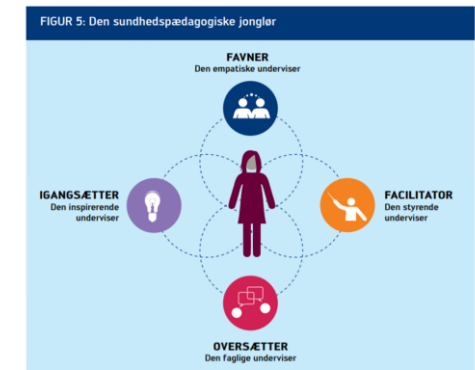 FIGUR 5: Den sundhedspædagogiske jonglør
FAVNER
Den empatiske underviser
IGANGSÆTTER
Den inspirerende
underviser
FACILITATOR
Den styrende
underviser
OVERSÆTTER
Den faglige underviser